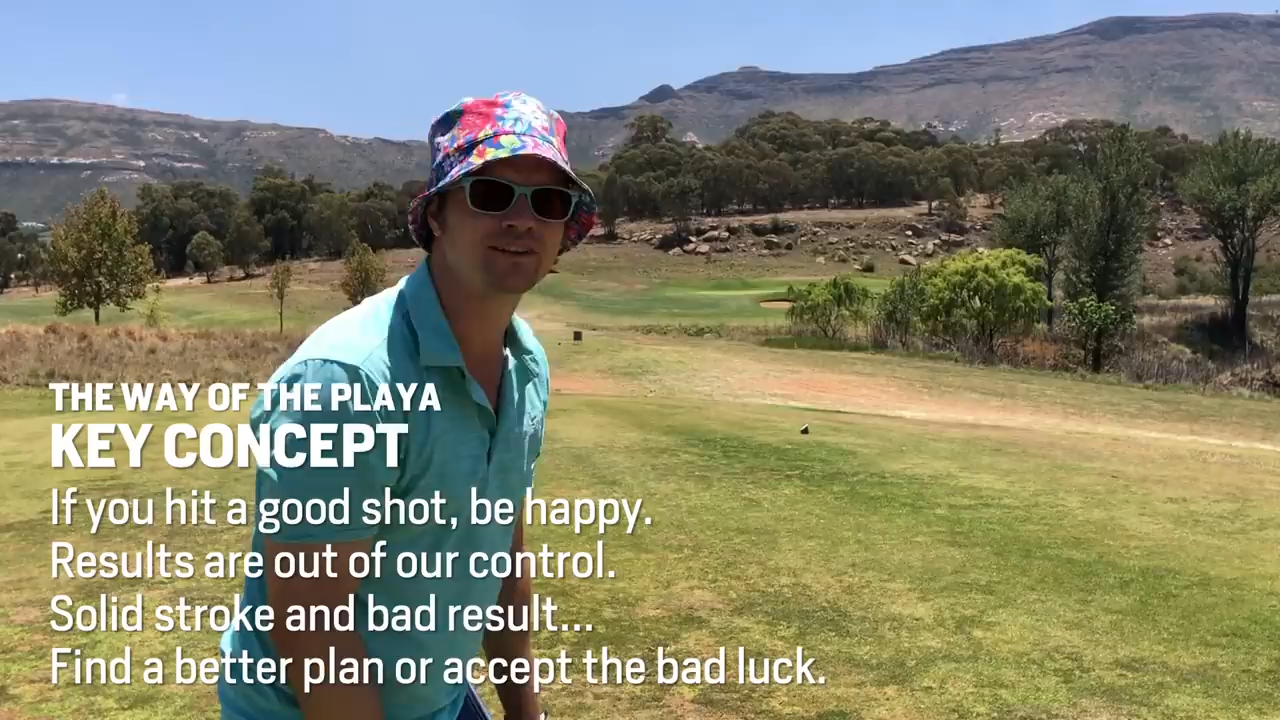 THE WAY OF THE PLAYA
KEY CONCEPT
If you hit a good shot, be happy.
Results are out of our control.
Solid stroke and bad result...
Find a better plan or accept the bad luck.